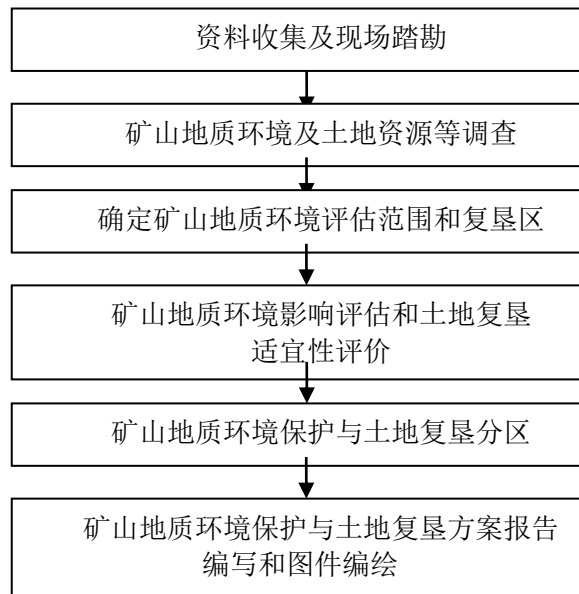 资料收集及现场踏勘
矿山地质环境及土地资源等调查
确定矿山地质环境评估范围和复垦区
矿山地质环境影响评估和土地复垦
适宜性评价
矿山地质环境保护与土地复垦分区
矿山地质环境保护与土地复垦方案报告
编写和图件编绘